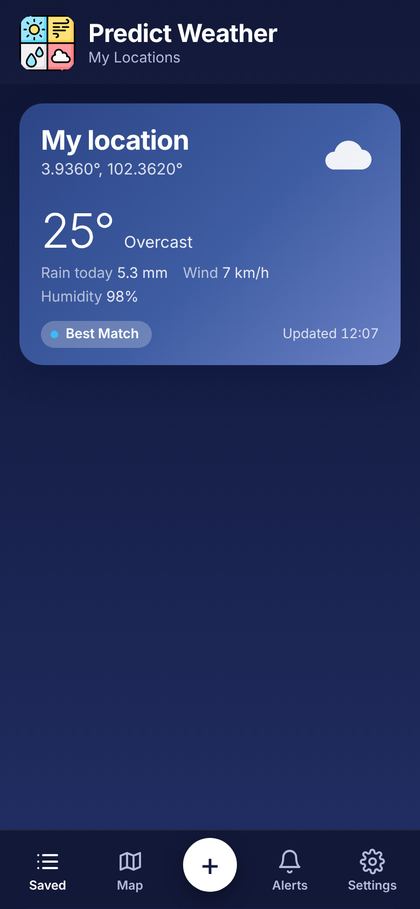 Predict Weather
My Locations
My location
3.9360°, 102.3620°
25° Overcast
Rain today 5.3 mm Wind 7 km/h
Humidity 98%
Best Match
Updated 12:07
Saved
Map
+
Alerts
Settings